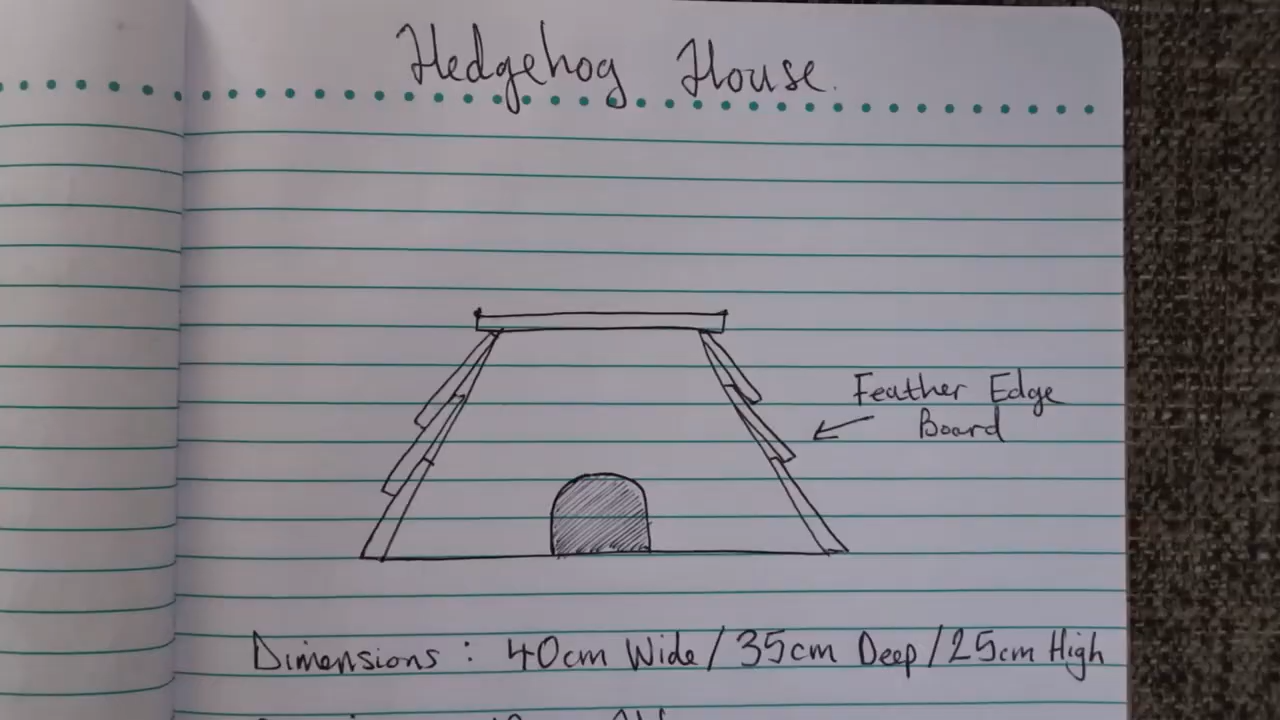 Hedgehog House.
Feather Edge
Board
Dimensions : 40cm Wide / 35cm Deep / 25cm High